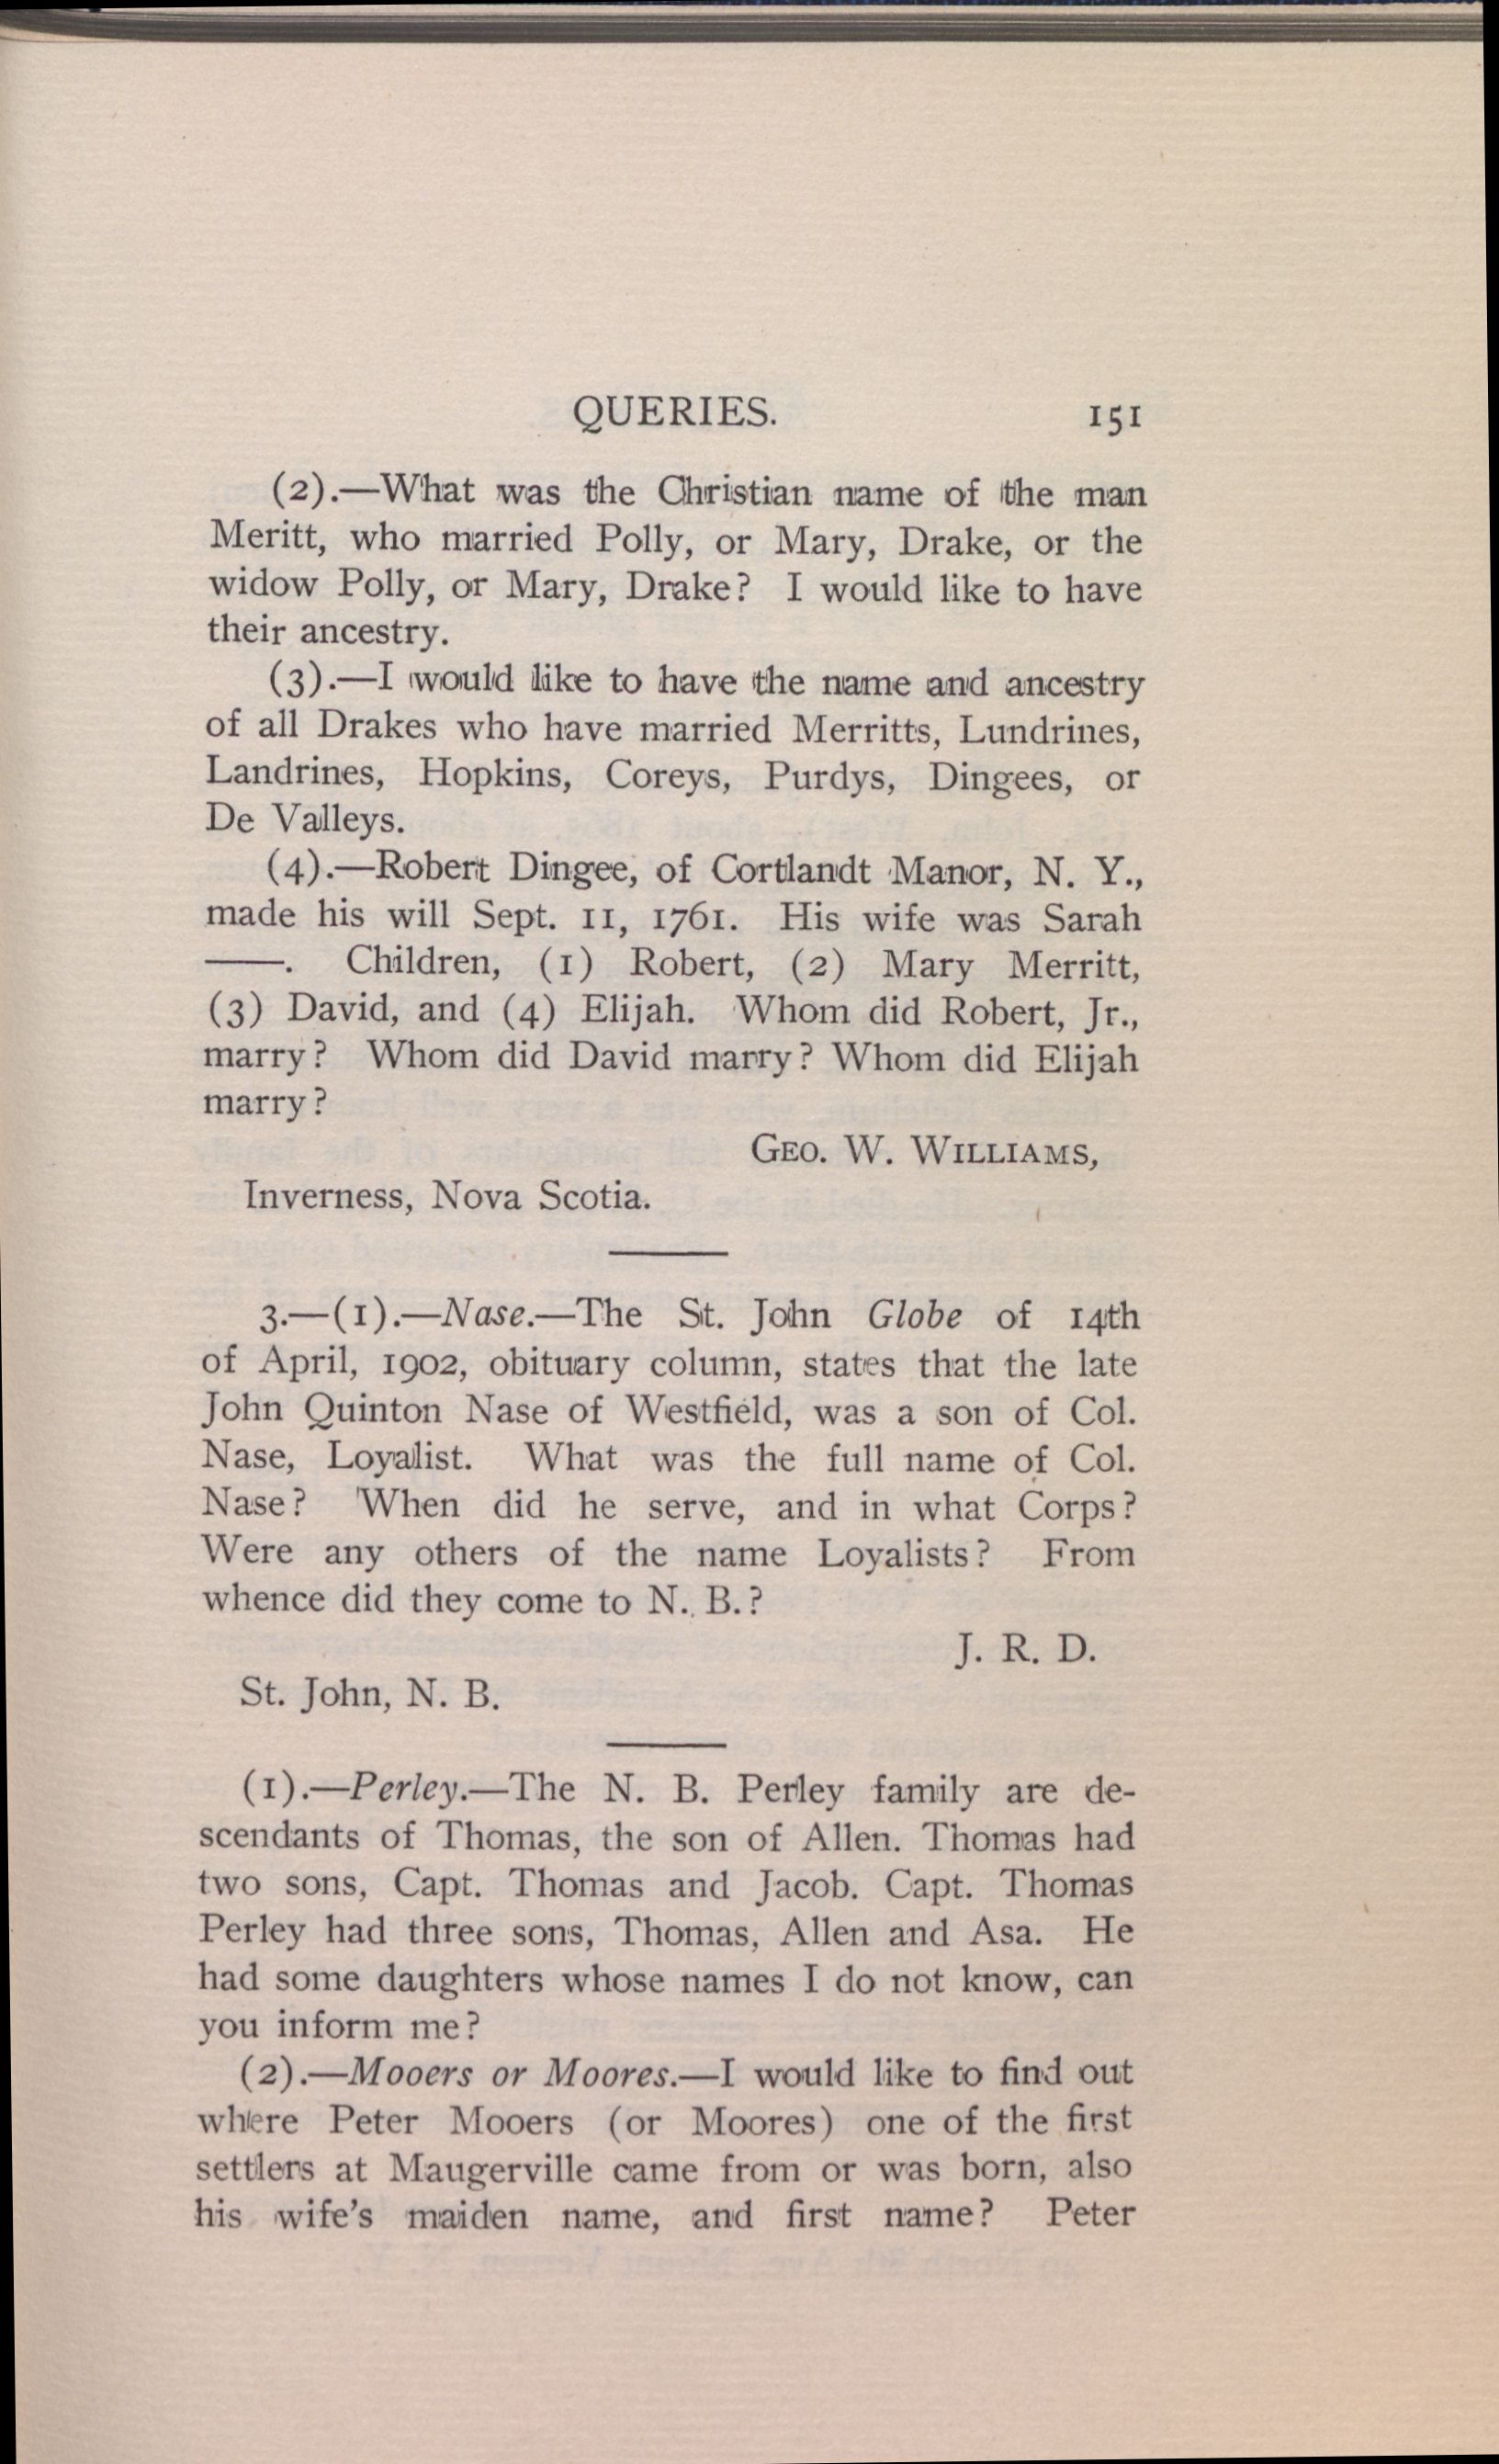 QUERIES. 151
(2).—What was the Christian name of the man
Meritt, who married Polly, or Mary, Drake, or the
widow Polly, or Mary, Drake? I would like to have
their ancestry.
(3).—I would like to have the name and ancestry
of all Drakes who have married Merritts, Lundrines,
Landrines, Hopkins, Coreys, Purdys, Dingees, or
De Valleys.
(4).—Robert Dingee, of Cortlandt Manor, N. Y.,
made his will Sept. 11, 1761. His wife was Sarah
——. Children, (1) Robert, (2) Mary Merritt,
(3) David, and (4) Elijah. Whom did Robert, Jr.,
marry? Whom did David marry? Whom did Elijah
marry?
GEO. W. WILLIAMS,
Inverness, Nova Scotia.
3.—(1).—Nase.—The St. John Globe of 14th
of April, 1902, obituary column, states that the late
John Quinton Nase of Westfield, was a son of Col.
Nase, Loyalist. What was the full name of Col.
Nase? When did he serve, and in what Corps?
Were any others of the name Loyalists? From
whence did they come to N. B.?
J. R. D.
St. John, N. B.
(1).—Perley.—The N. B. Perley family are de-
scendants of Thomas, the son of Allen. Thomas had
two sons, Capt. Thomas and Jacob. Capt. Thomas
Perley had three sons, Thomas, Allen and Asa. He
had some daughters whose names I do not know, can
you inform me?
(2).—Mooers or Moores.—I would like to find out
where Peter Mooers (or Moores) one of the first
settlers at Maugerville came from or was born, also
his wife's maiden name, and first name? Peter